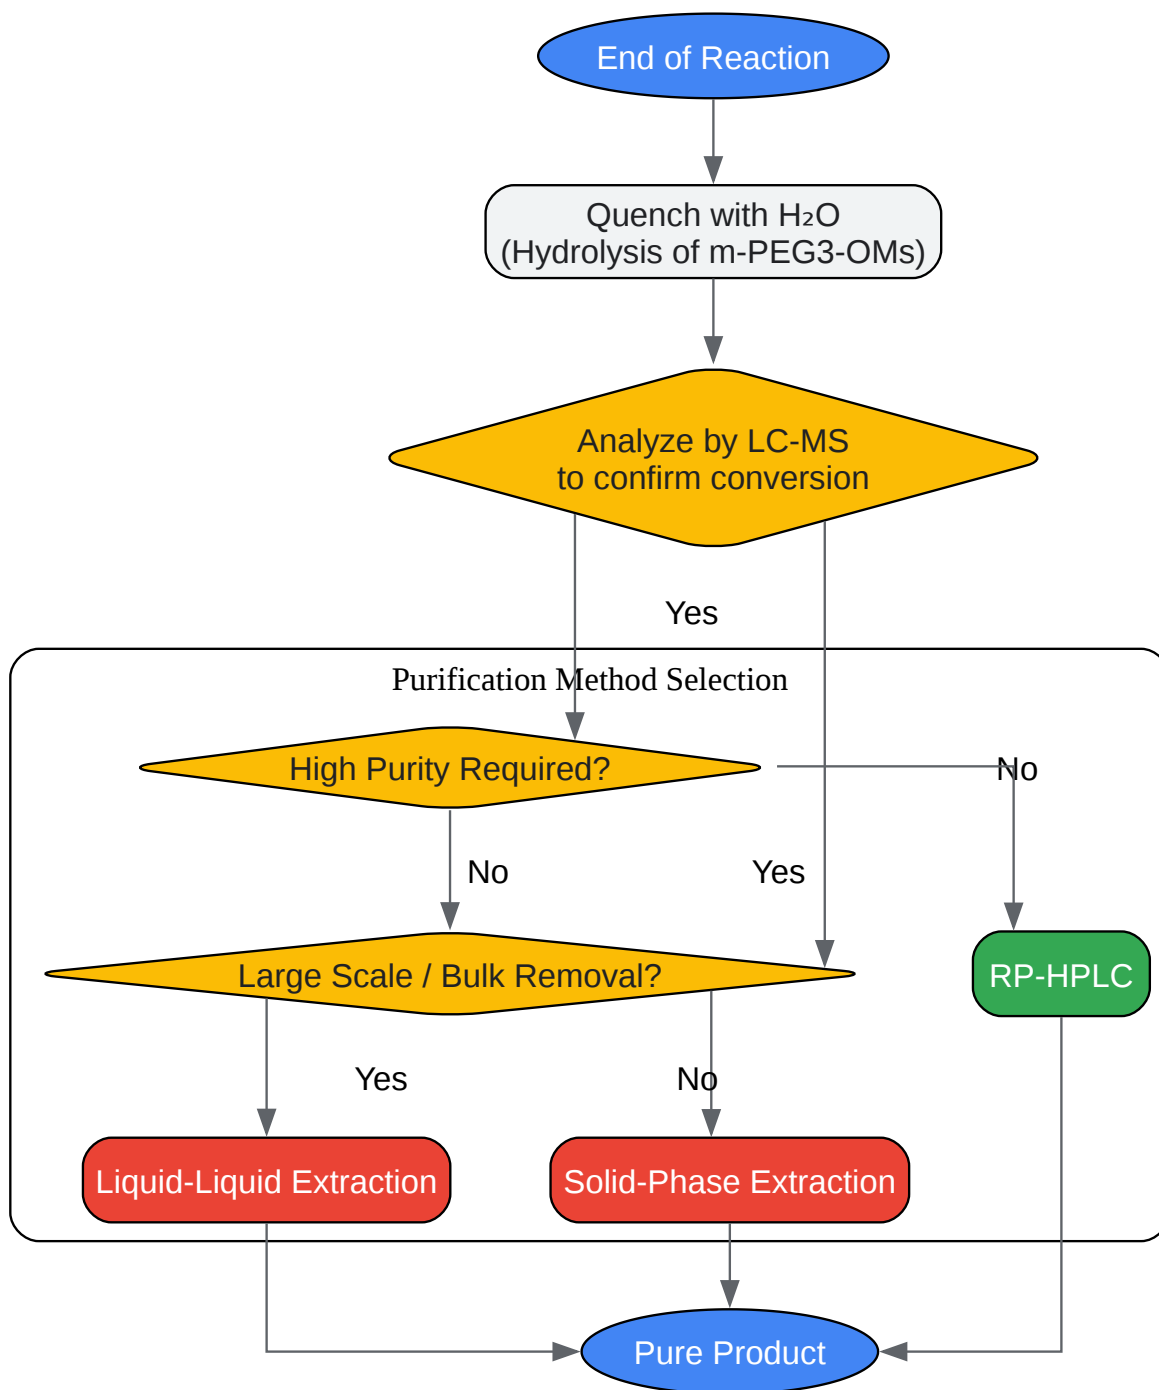 End of Reaction
Quench with H₂O
(Hydrolysis of m-PEG3-OMs)
Analyze by LC-MS
to confirm conversion
Yes
Purification Method Selection
High Purity Required?
No
No
Yes
Large Scale / Bulk Removal?
RP-HPLC
Yes
No
Liquid-Liquid Extraction
Solid-Phase Extraction
Pure Product